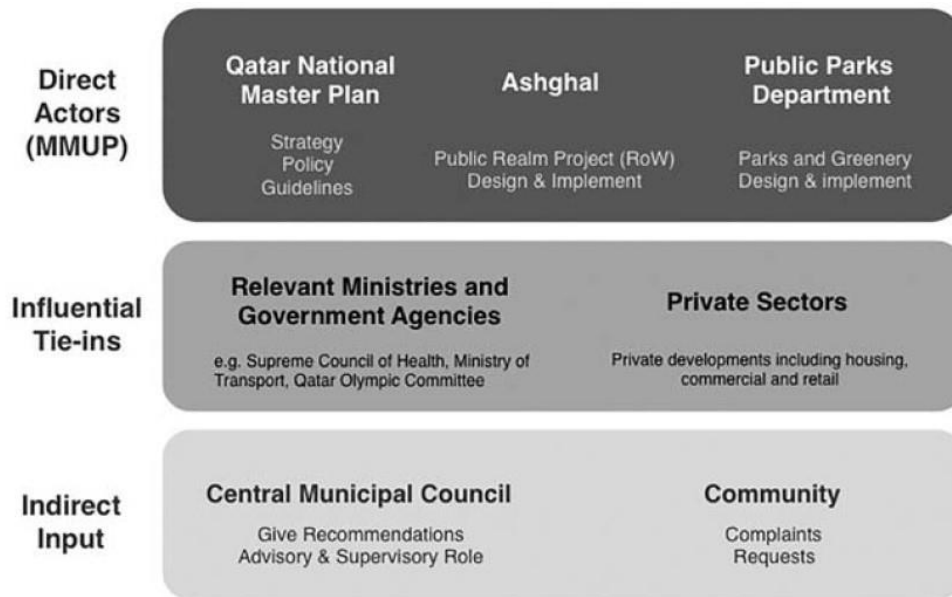 Direct
Actors
(MMUP)
Qatar National
Master Plan
Strategy
Policy
Guidelines
Ashghal
Public Realm Project (RoW)
Design & Implement
Public Parks
Department
Parks and Greenery
Design & implement
Influential
Tie-ins
Relevant Ministries and
Government Agencies
e.g. Supreme Council of Health, Ministry of
Transport, Qatar Olympic Committee
Private Sectors
Private developments including housing,
commercial and retail
Indirect
Input
Central Municipal Council
Give Recommendations
Advisory & Supervisory Role
Community
Complaints
Requests